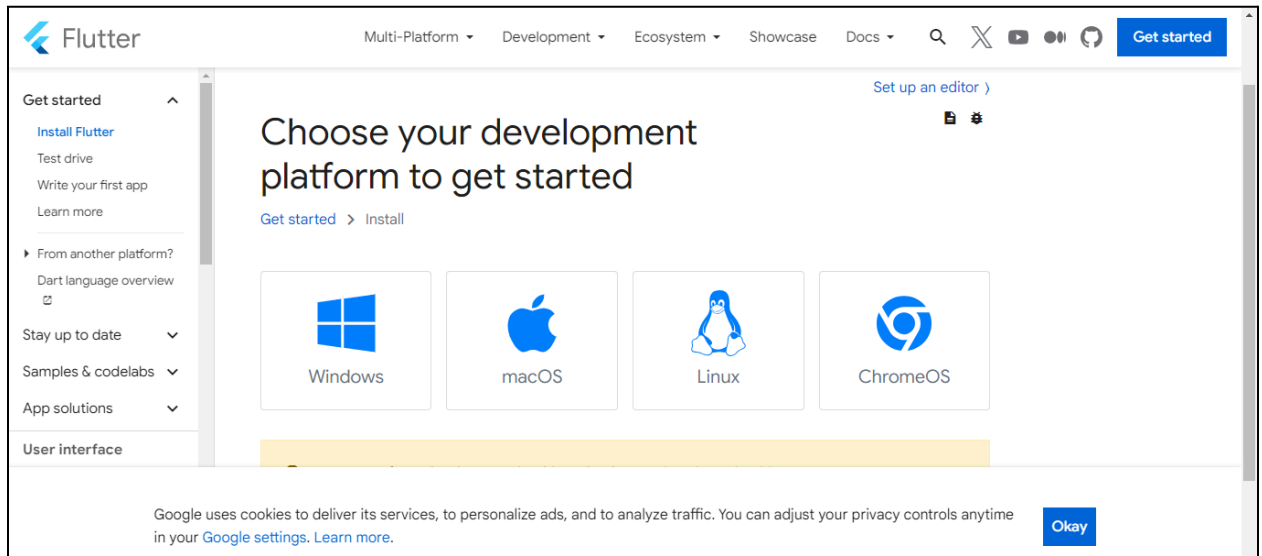 Flutter
Multi-Platform
Development
Ecosystem
Showcase
Docs
Get started
Get started
Install Flutter
Test drive
Write your first app
Learn more
From another platform?
Dart language overview
Stay up to date
Samples & codelabs
App solutions
User interface
Set up an editor
Choose your development
platform to get started
Get started > Install
Windows
macOS
Linux
ChromeOS
Google uses cookies to deliver its services, to personalize ads, and to analyze traffic. You can adjust your privacy controls anytime
in your Google settings. Learn more.
Okay